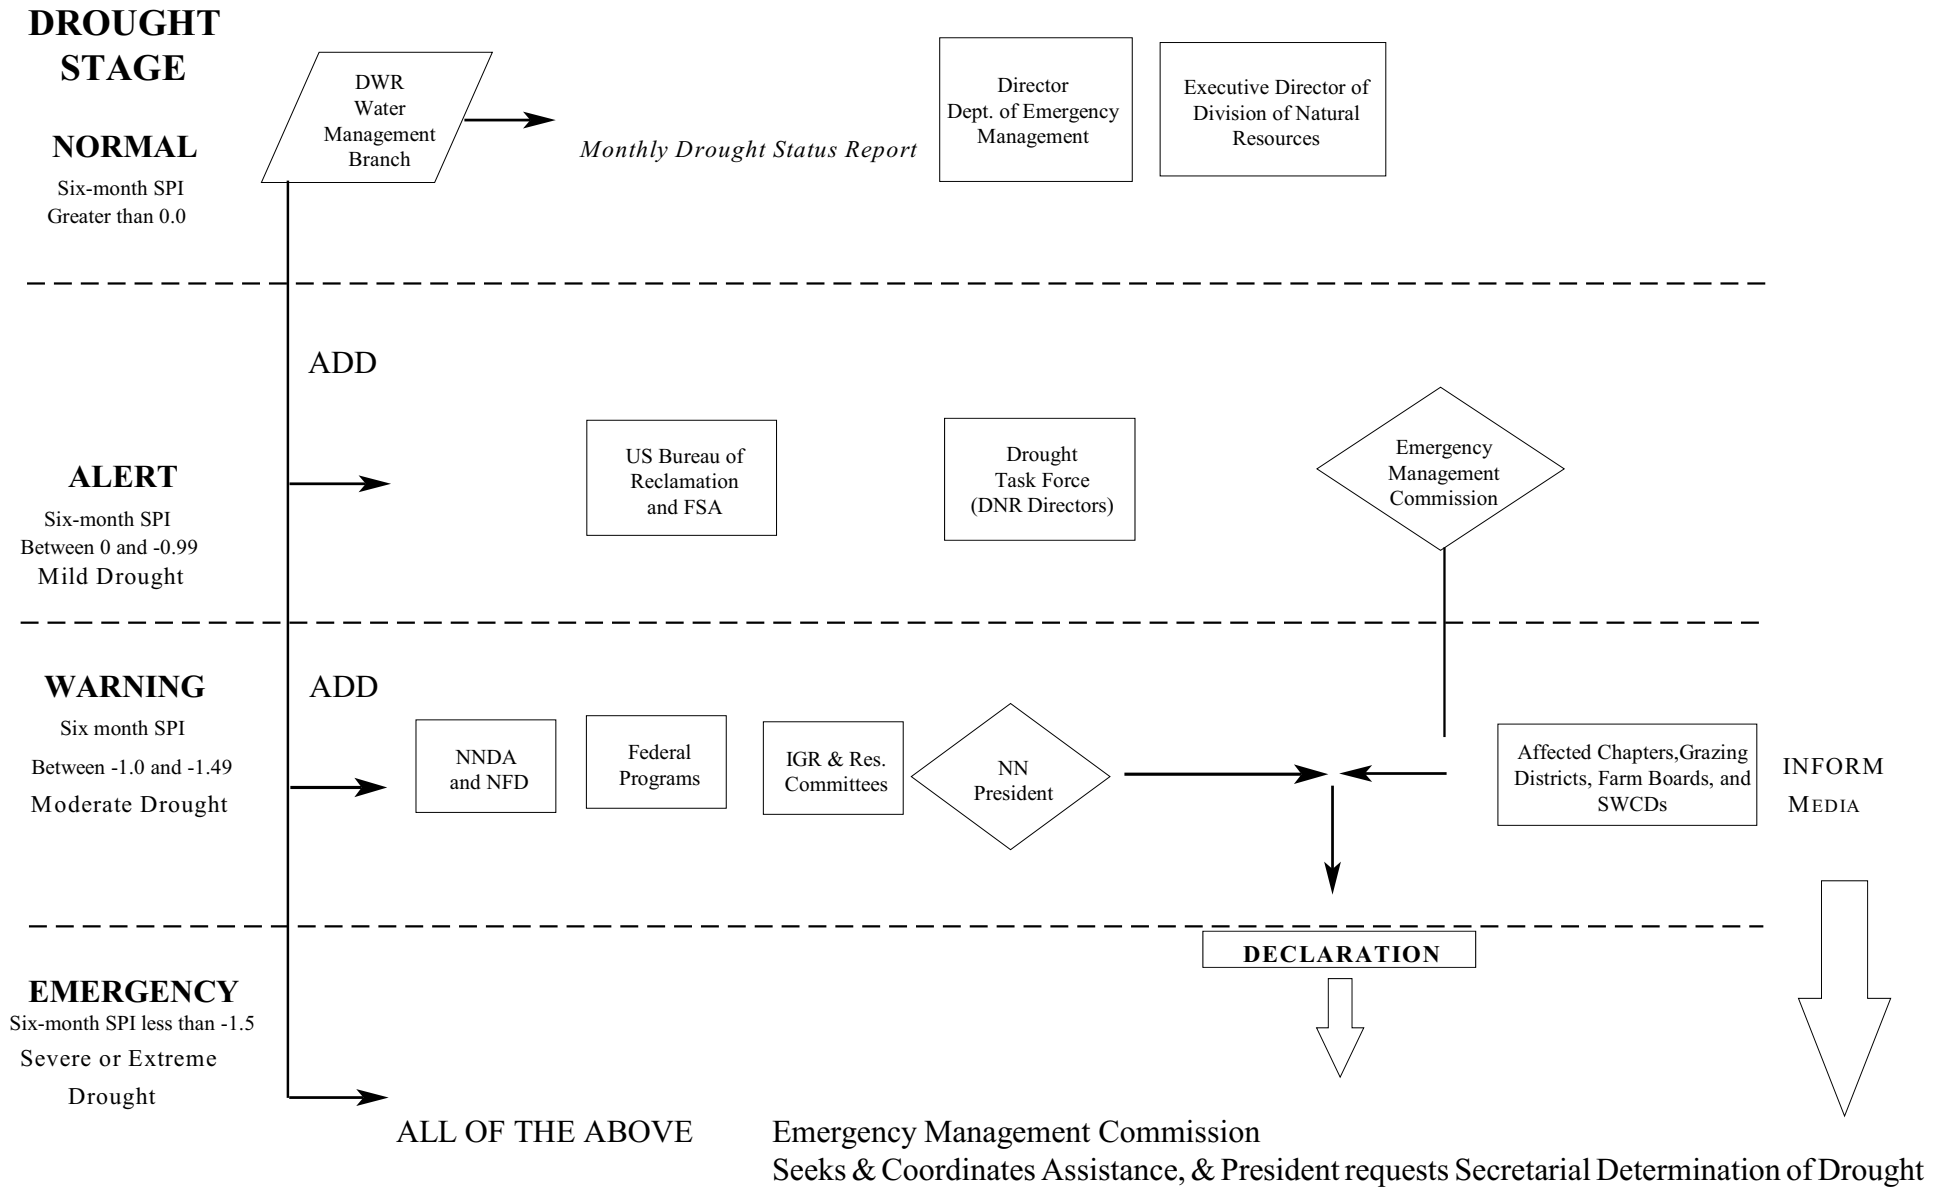 DROUGHT
STAGE
NORMAL
Six-month SPI
Greater than 0.0
DWR
Water
Management
Branch
Monthly Drought Status Report
Director
Dept. of Emergency
Management
Executive Director of
Division of Natural
Resources
ADD
ALERT
Six-month SPI
Between 0 and -0.99
Mild Drought
US Bureau of
Reclamation
and FSA
Drought
Task Force
(DNR Directors)
Emergency
Management
Commission
WARNING
Six month SPI
Between -1.0 and -1.49
Moderate Drought
ADD
NNDA
and NFD
Federal
Programs
IGR & Res.
Committees
NN
President
Affected Chapters,Grazing
Districts, Farm Boards, and
SWCDs
INFORM
MEDIA
DECLARATION
EMERGENCY
Six-month SPI less than -1.5
Severe or Extreme
Drought
ALL OF THE ABOVE
Emergency Management Commission
Seeks & Coordinates Assistance, & President requests Secretarial Determination of Drought